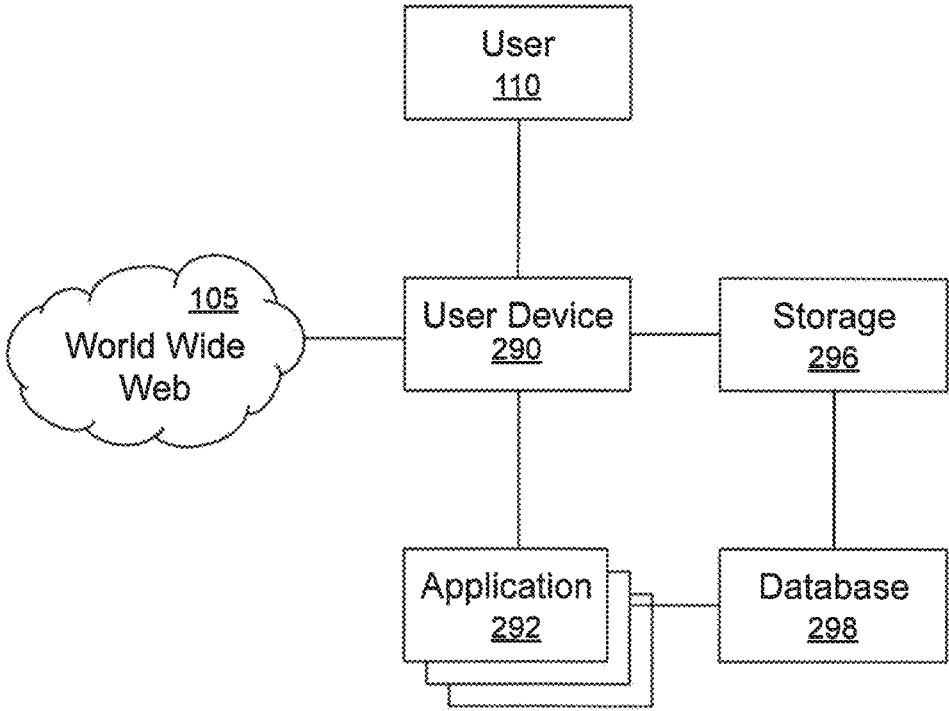 User
110
105
World Wide
Web
User Device
290
Storage
296
Application
292
Database
298